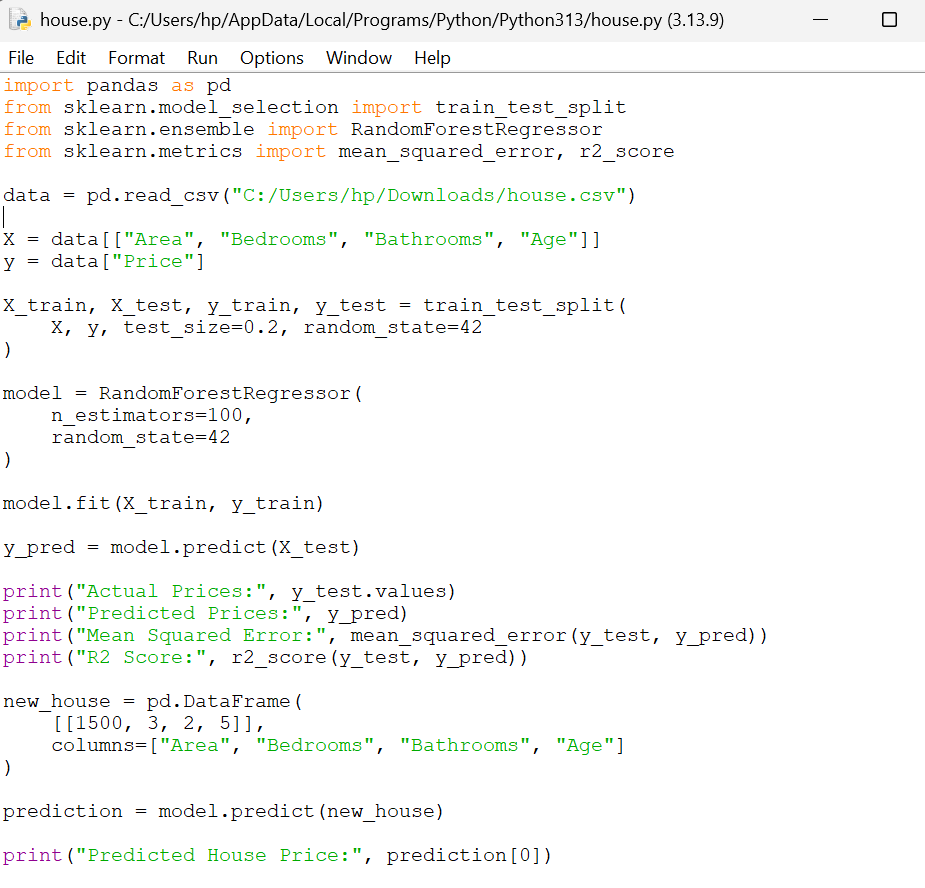 house.py - C:/Users/hp/AppData/Local/Programs/Python/Python313/house.py (3.13.9)
File Edit Format Run Options Window Help
import pandas as pd
from sklearn.model_selection import train_test_split
from sklearn.ensemble import RandomForestRegressor
from sklearn.metrics import mean_squared_error, r2_score

data = pd.read_csv("C:/Users/hp/Downloads/house.csv")

X = data[["Area", "Bedrooms", "Bathrooms", "Age"]]
y = data["Price"]

X_train, X_test, y_train, y_test = train_test_split(
    X, y, test_size=0.2, random_state=42
)

model = RandomForestRegressor(
    n_estimators=100,
    random_state=42
)

model.fit(X_train, y_train)

y_pred = model.predict(X_test)

print("Actual Prices:", y_test.values)
print("Predicted Prices:", y_pred)
print("Mean Squared Error:", mean_squared_error(y_test, y_pred))
print("R2 Score:", r2_score(y_test, y_pred))

new_house = pd.DataFrame(
    [[1500, 3, 2, 5]],
    columns=["Area", "Bedrooms", "Bathrooms", "Age"]
)

prediction = model.predict(new_house)

print("Predicted House Price:", prediction[0])